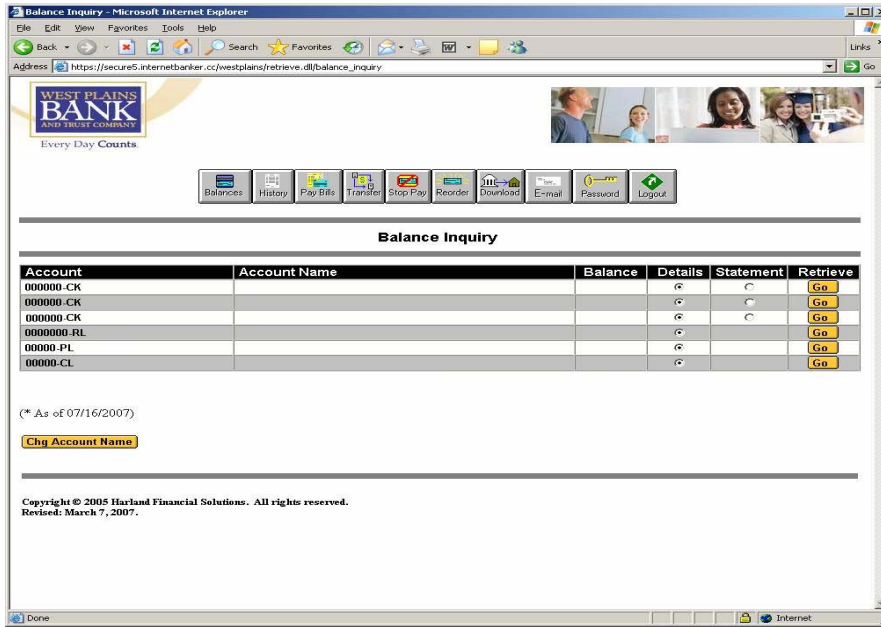 Balance Inquiry - Microsoft Internet Explorer
File Edit View Favorites Tools Help
Back Search Favorites Links
Address https://secure5.internetbanker.cc/westplains/retrieve.dll/balance_inquiry Go
WEST PLAINS
BANK
AND TRUST COMPANY
Every Day Counts.
Balances History Pay Bills Transfer Stop Pay Reorder Download E-mail Password Logout
Balance Inquiry
Account Account Name Balance Details Statement Retrieve
000000-CK Go
000000-CK Go
000000-CK Go
0000000-RL Go
00000-PL Go
00000-CL Go
(* As of 07/16/2007)
Chg Account Name
Copyright © 2005 Harland Financial Solutions. All rights reserved.
Revised: March 7, 2007.
Done Internet